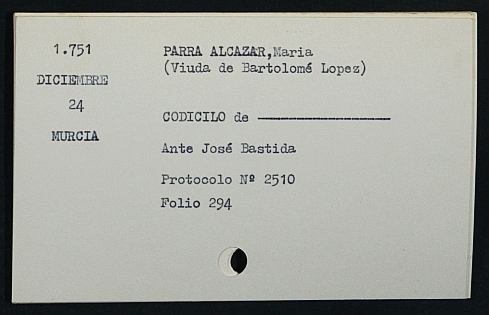 1.751
DICIEMBRE
24
MURCIA
PARRA ALCAZAR,Maria
(Viuda de Bartolomé Lopez)
CODICILO de -------------------
Ante José Bastida
Protocolo Nº 2510
Folio 294